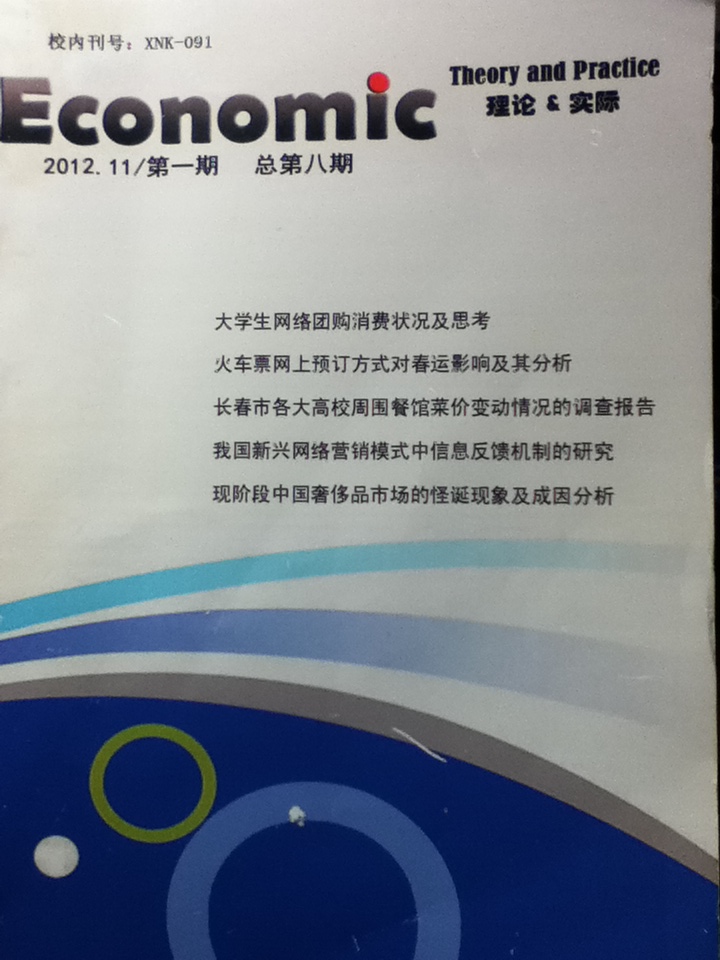 校内刊号：XNK-091
Theory and Practice
Economic
理论 & 实际
2012.11/第一期 总第八期
大学生网络团购消费状况及思考
火车票网上预订方式对春运影响及其分析
长春市各大高校周围餐馆菜价变动情况的调查报告
我国新兴网络营销模式中信息反馈机制的研究
现阶段中国奢侈品市场的怪诞现象及成因分析